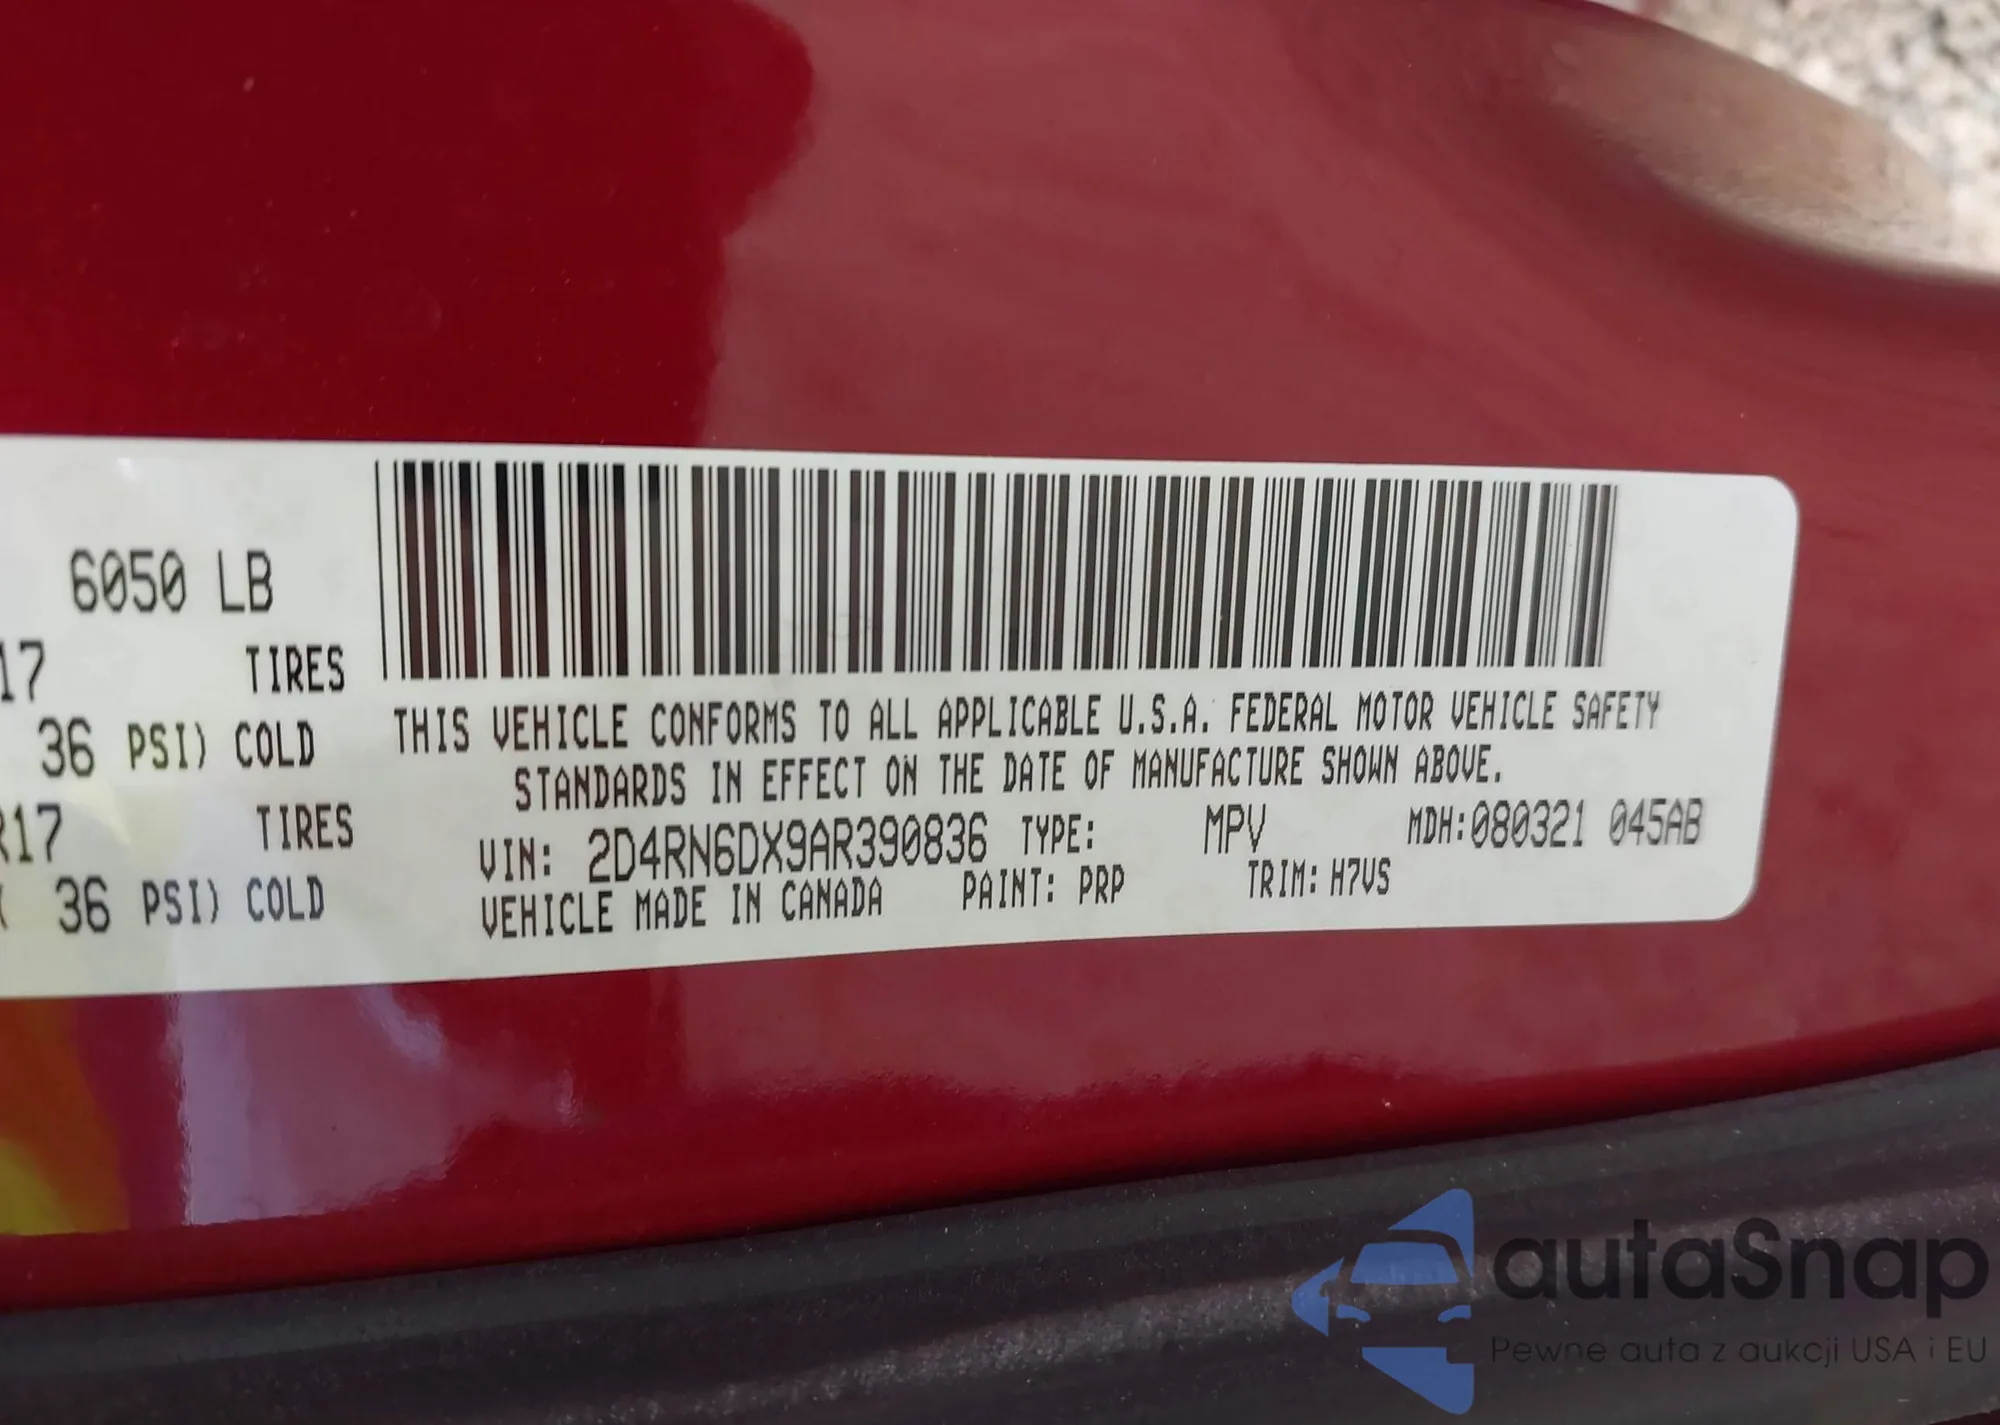 6050 LB
17 TIRES
36 PSI) COLD
R17 TIRES
36 PSI) COLD
THIS VEHICLE CONFORMS TO ALL APPLICABLE U.S.A. FEDERAL MOTOR VEHICLE SAFETY
STANDARDS IN EFFECT ON THE DATE OF MANUFACTURE SHOWN ABOVE.
VIN: 2D4RN6DX9AR390836 TYPE: MPV MDH:080321 045AB
VEHICLE MADE IN CANADA PAINT: PRP TRIM: H7VS
autaSnap
Pewne auta z aukcji USA i EU